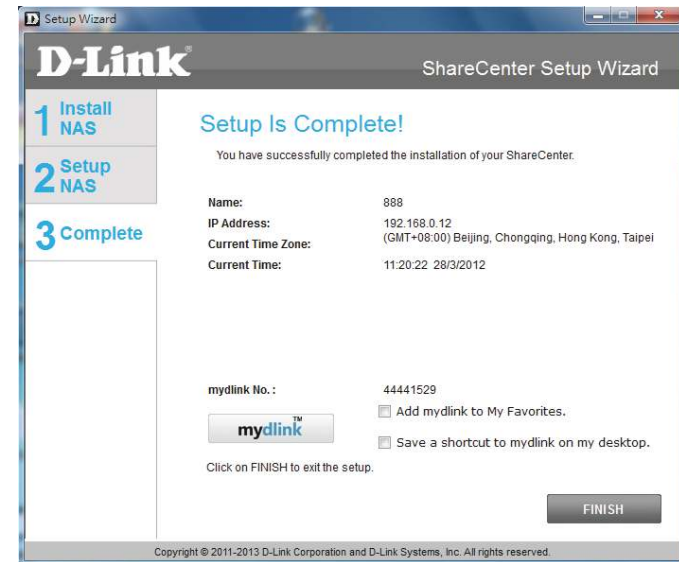 Setup Wizard
D-Link®
ShareCenter Setup Wizard
1 Install
NAS
2 Setup
NAS
3 Complete
Setup Is Complete!
You have successfully completed the installation of your ShareCenter.
Name: 888
IP Address: 192.168.0.12
Current Time Zone: (GMT+08:00) Beijing, Chongqing, Hong Kong, Taipei
Current Time: 11:20:22 28/3/2012
mydlink No. : 44441529
mydlink™
Add mydlink to My Favorites.
Save a shortcut to mydlink on my desktop.
Click on FINISH to exit the setup.
FINISH
Copyright © 2011-2013 D-Link Corporation and D-Link Systems, Inc. All rights reserved.